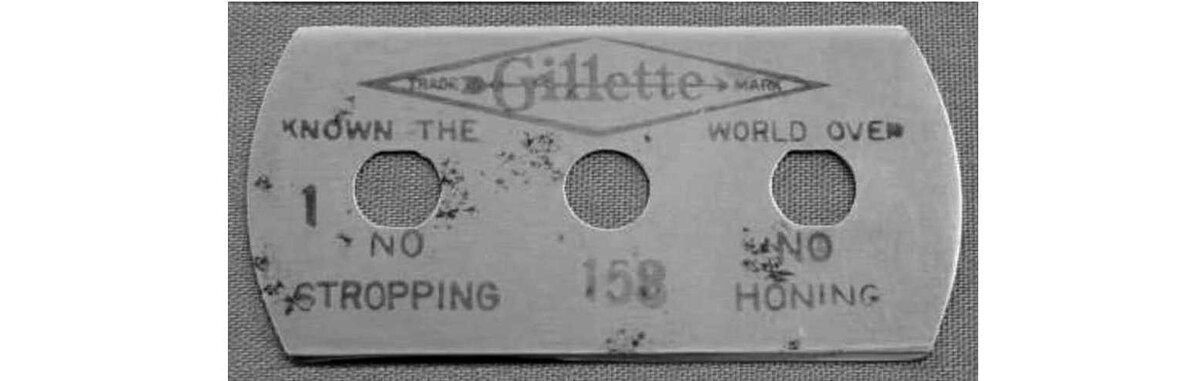 TRADE Gillette MARK
KNOWN THE WORLD OVER
1
NO NO
STROPPING 158 HONING